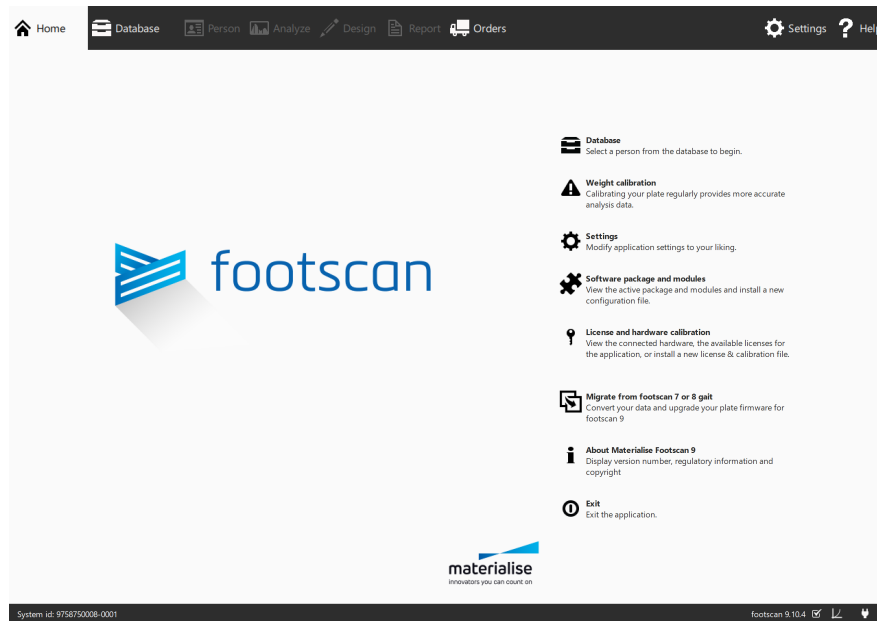 Home Database Person Analyze Design Report Orders Settings Help
Database
Select a person from the database to begin.
Weight calibration
Calibrating your plate regularly provides more accurate
analysis data.
Settings
Modify application settings to your liking.
footscan
Software package and modules
View the active package and modules and install a new
configuration file.
License and hardware calibration
View the connected hardware, the available licenses for
the application, or install a new license & calibration file.
Migrate from footscan 7 or 8 gait
Convert your data and upgrade your plate firmware for
footscan 9
About Materialise Footscan 9
Display version number, regulatory information and
copyright
Exit
Exit the application.
materialise
innovators you can count on
System id: 9758750008-0001 footscan 9.10.4